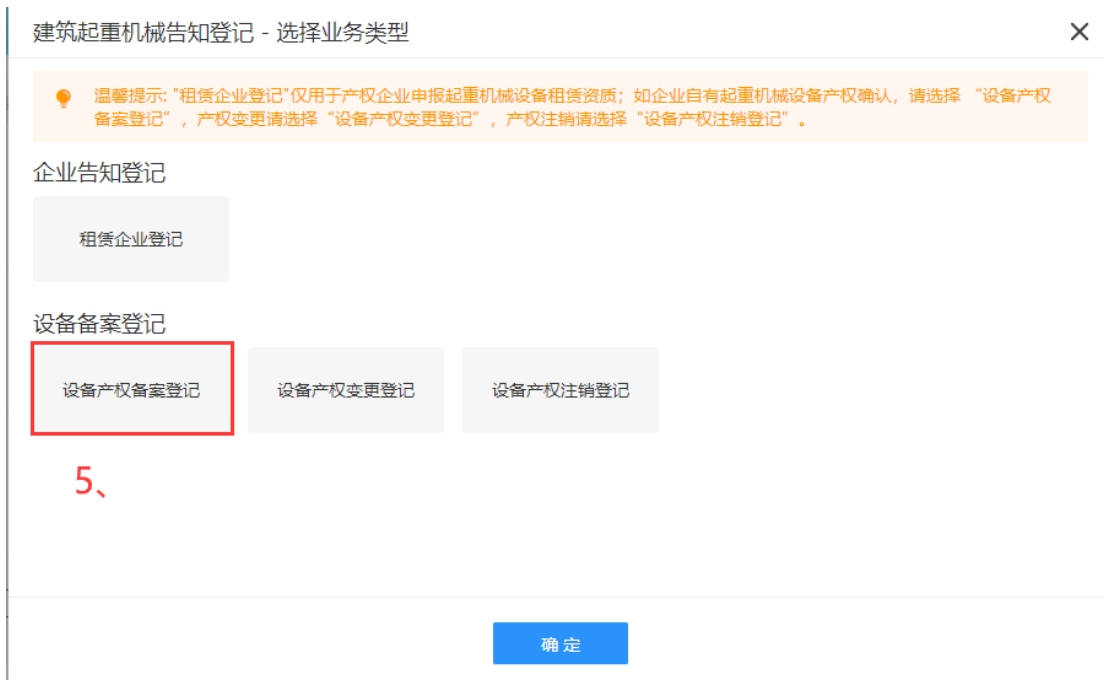 建筑起重机械告知登记 - 选择业务类型
温馨提示: "租赁企业登记"仅用于产权企业申报起重机械设备租赁资质；如企业自有起重机械设备产权确认，请选择 “设备产权
备案登记”，产权变更请选择“设备产权变更登记”，产权注销请选择“设备产权注销登记”。
企业告知登记
租赁企业登记
设备备案登记
设备产权备案登记 设备产权变更登记 设备产权注销登记
5、
确 定